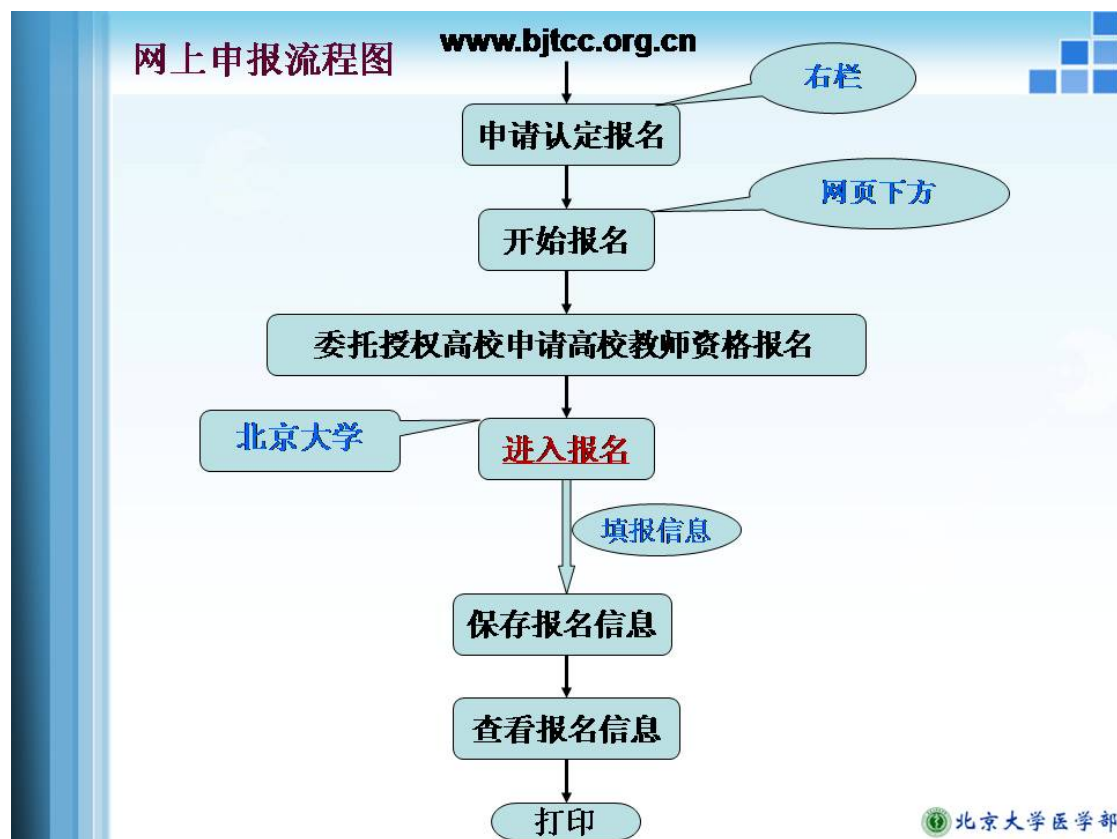 网上申报流程图
www.bjtcc.org.cn
右栏
申请认定报名
网页下方
开始报名
委托授权高校申请高校教师资格报名
北京大学
进入报名
填报信息
保存报名信息
查看报名信息
打印
北京大学医学部